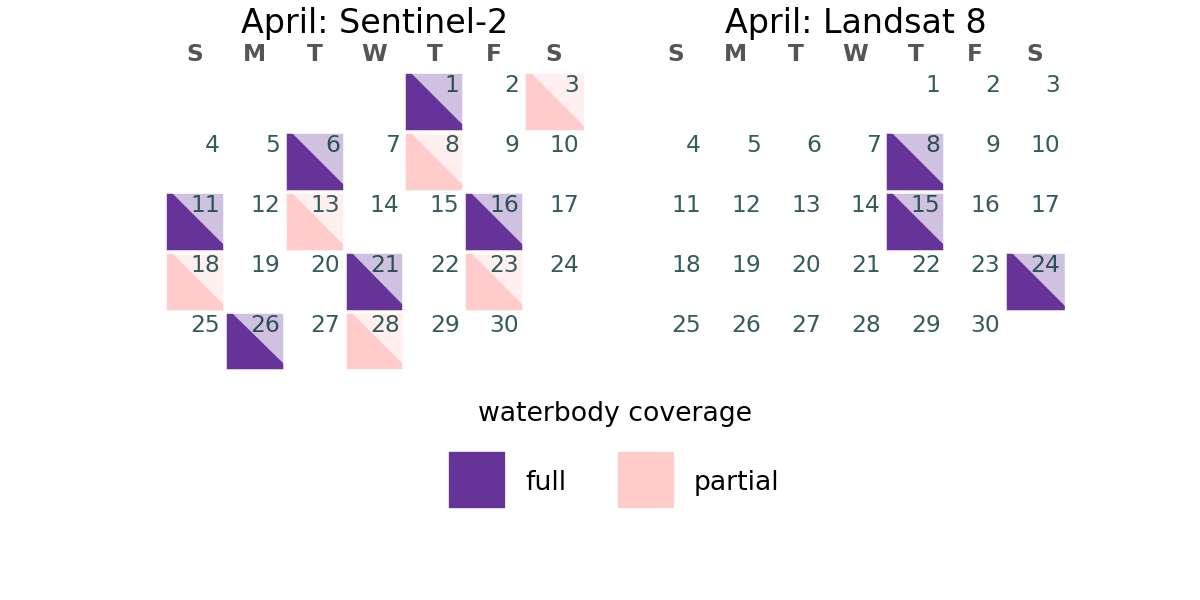 April: Sentinel-2
S M T W T F S
1 2 3
4 5 6 7 8 9 10
11 12 13 14 15 16 17
18 19 20 21 22 23 24
25 26 27 28 29 30
April: Landsat 8
S M T W T F S
1 2 3
4 5 6 7 8 9 10
11 12 13 14 15 16 17
18 19 20 21 22 23 24
25 26 27 28 29 30
waterbody coverage
full partial